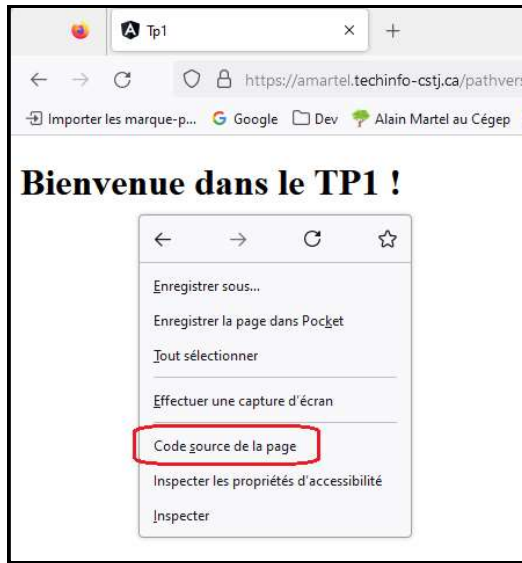 Tp1
https://amartel.techinfo-cstj.ca/pathvers
Importer les marque-p... Google Dev Alain Martel au Cégep
Bienvenue dans le TP1 !
Enregistrer sous...
Enregistrer la page dans Pocket
Tout sélectionner
Effectuer une capture d'écran
Code source de la page
Inspecter les propriétés d'accessibilité
Inspecter